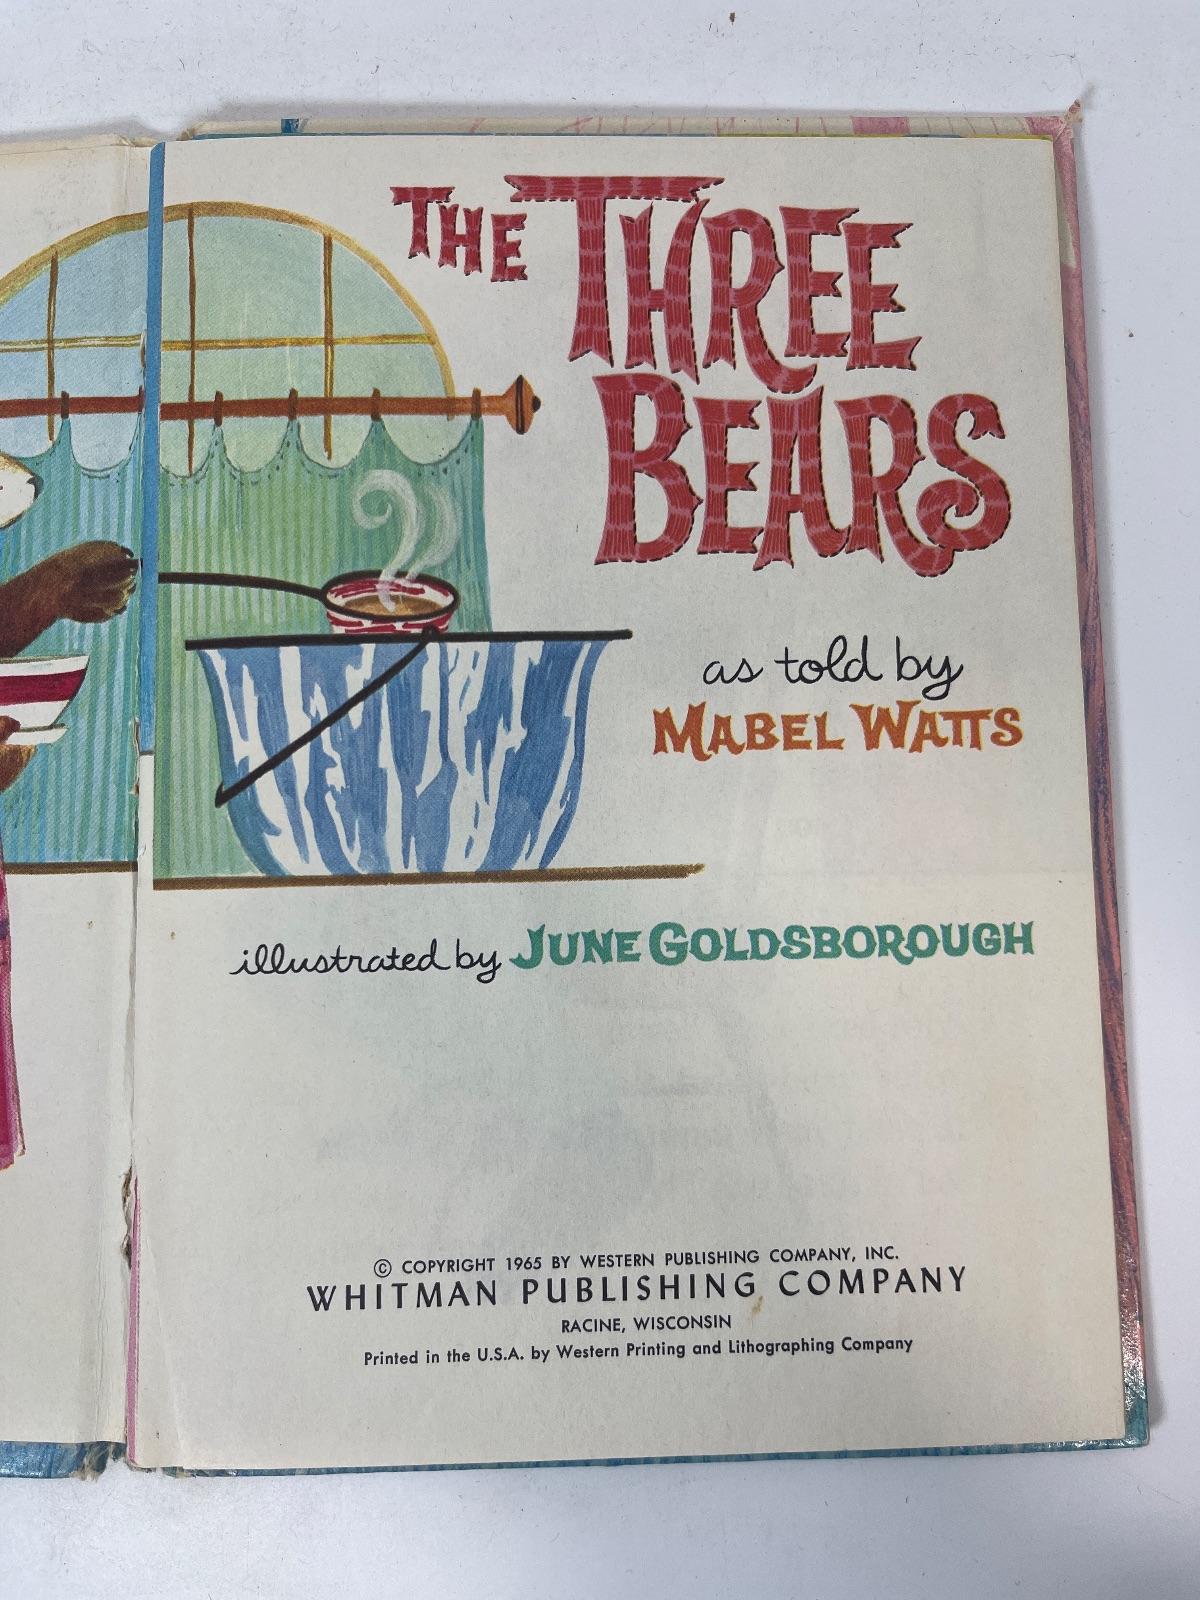 THE THREE
BEARS
as told by
MABEL WATTS
illustrated by JUNE GOLDSBOROUGH
© COPYRIGHT 1965 BY WESTERN PUBLISHING COMPANY, INC.
WHITMAN PUBLISHING COMPANY
RACINE, WISCONSIN
Printed in the U.S.A. by Western Printing and Lithographing Company